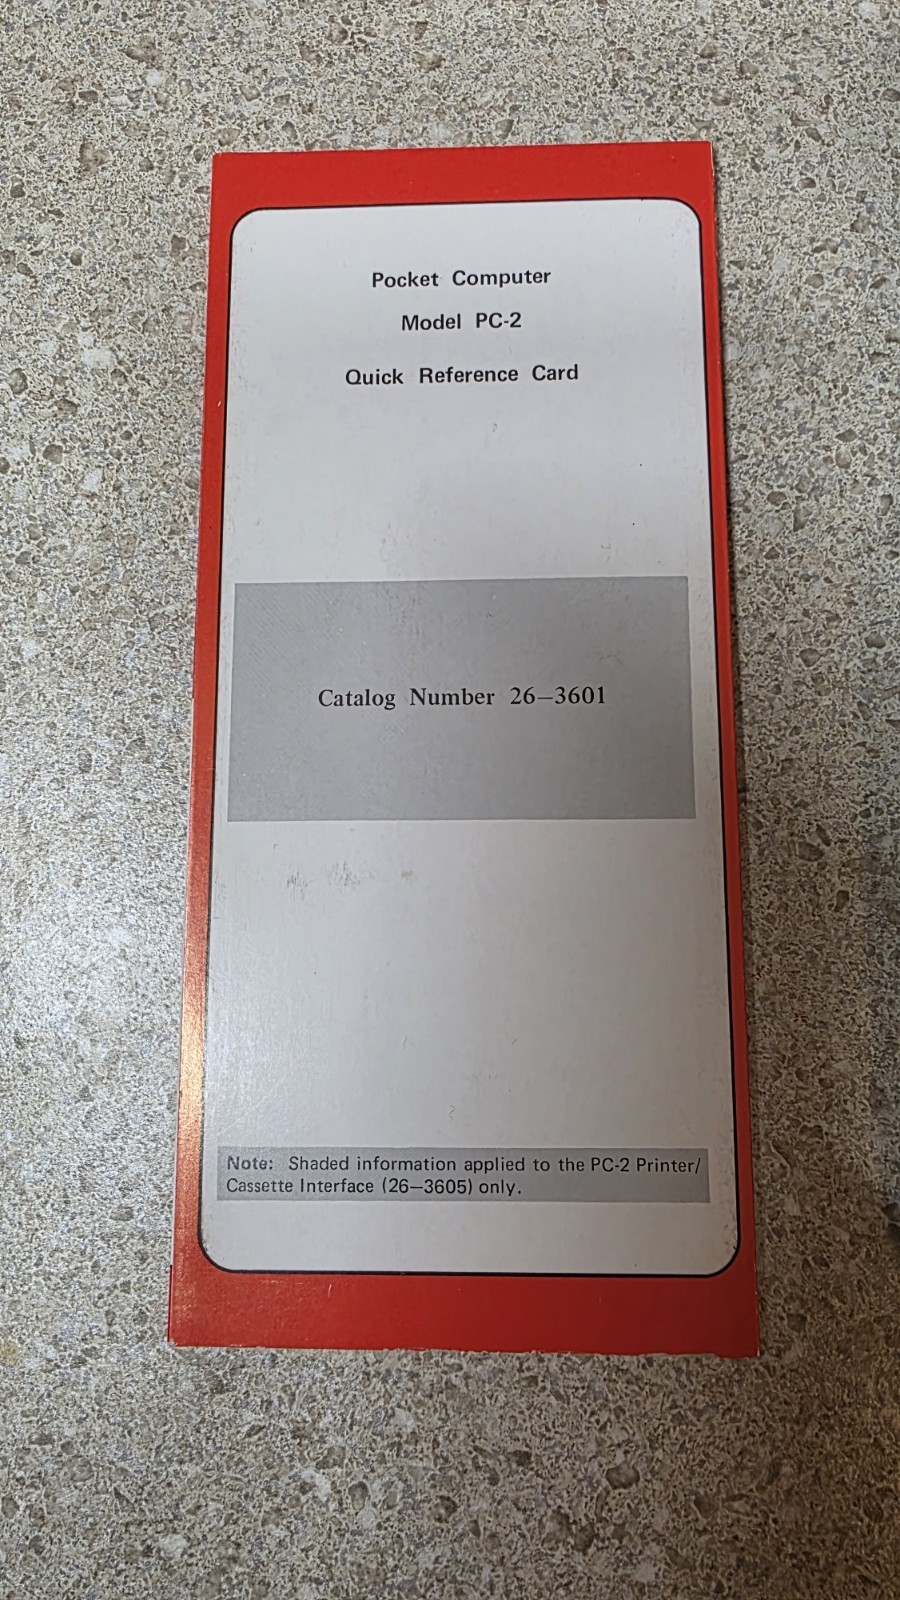 Pocket Computer
Model PC-2
Quick Reference Card
Catalog Number 26—3601
Note: Shaded information applied to the PC-2 Printer/
Cassette Interface (26—3605) only.